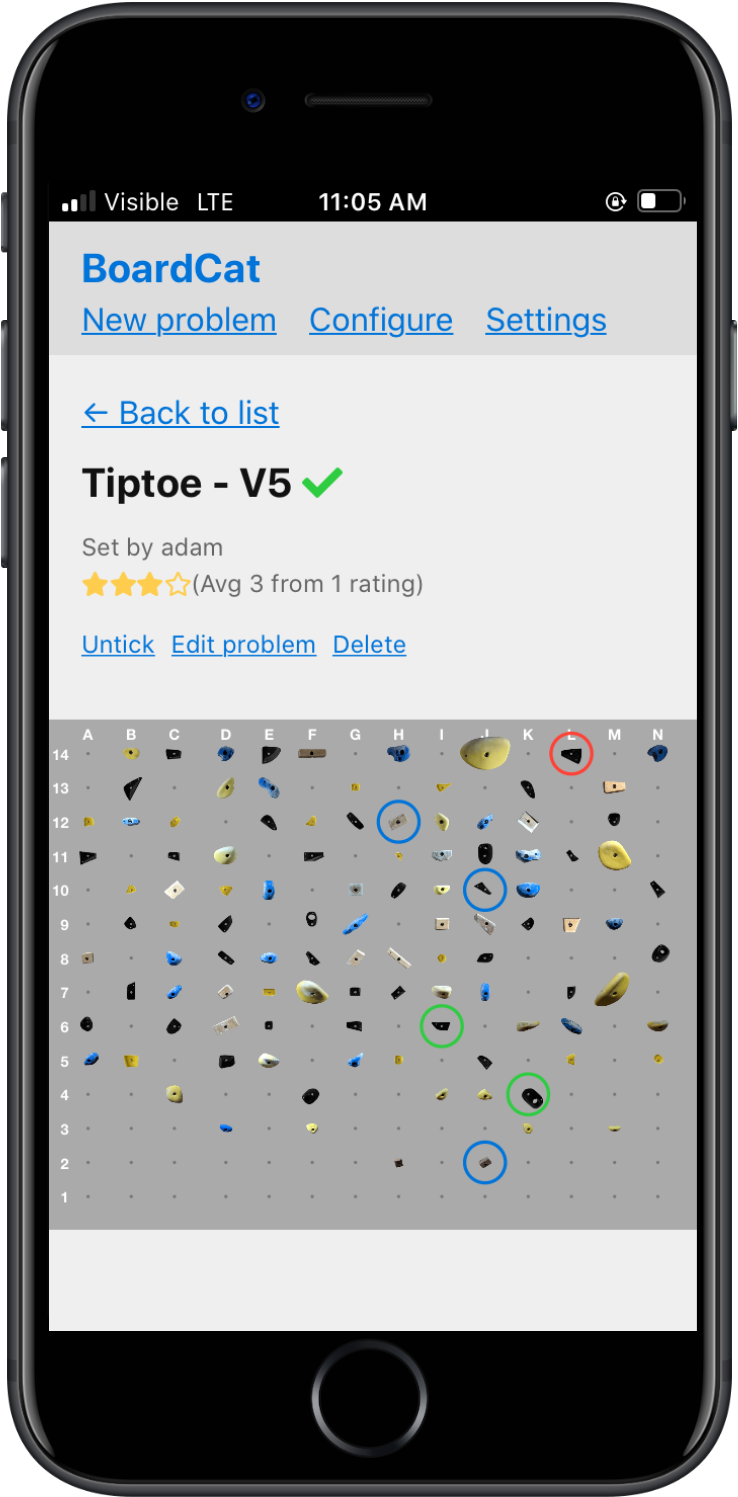 Visible LTE 11:05 AM
BoardCat
New problem Configure Settings
← Back to list
Tiptoe - V5
Set by adam
(Avg 3 from 1 rating)
Untick Edit problem Delete
A B C D E F G H I J K L M N
14
13
12
11
10
9
8
7
6
5
4
3
2
1